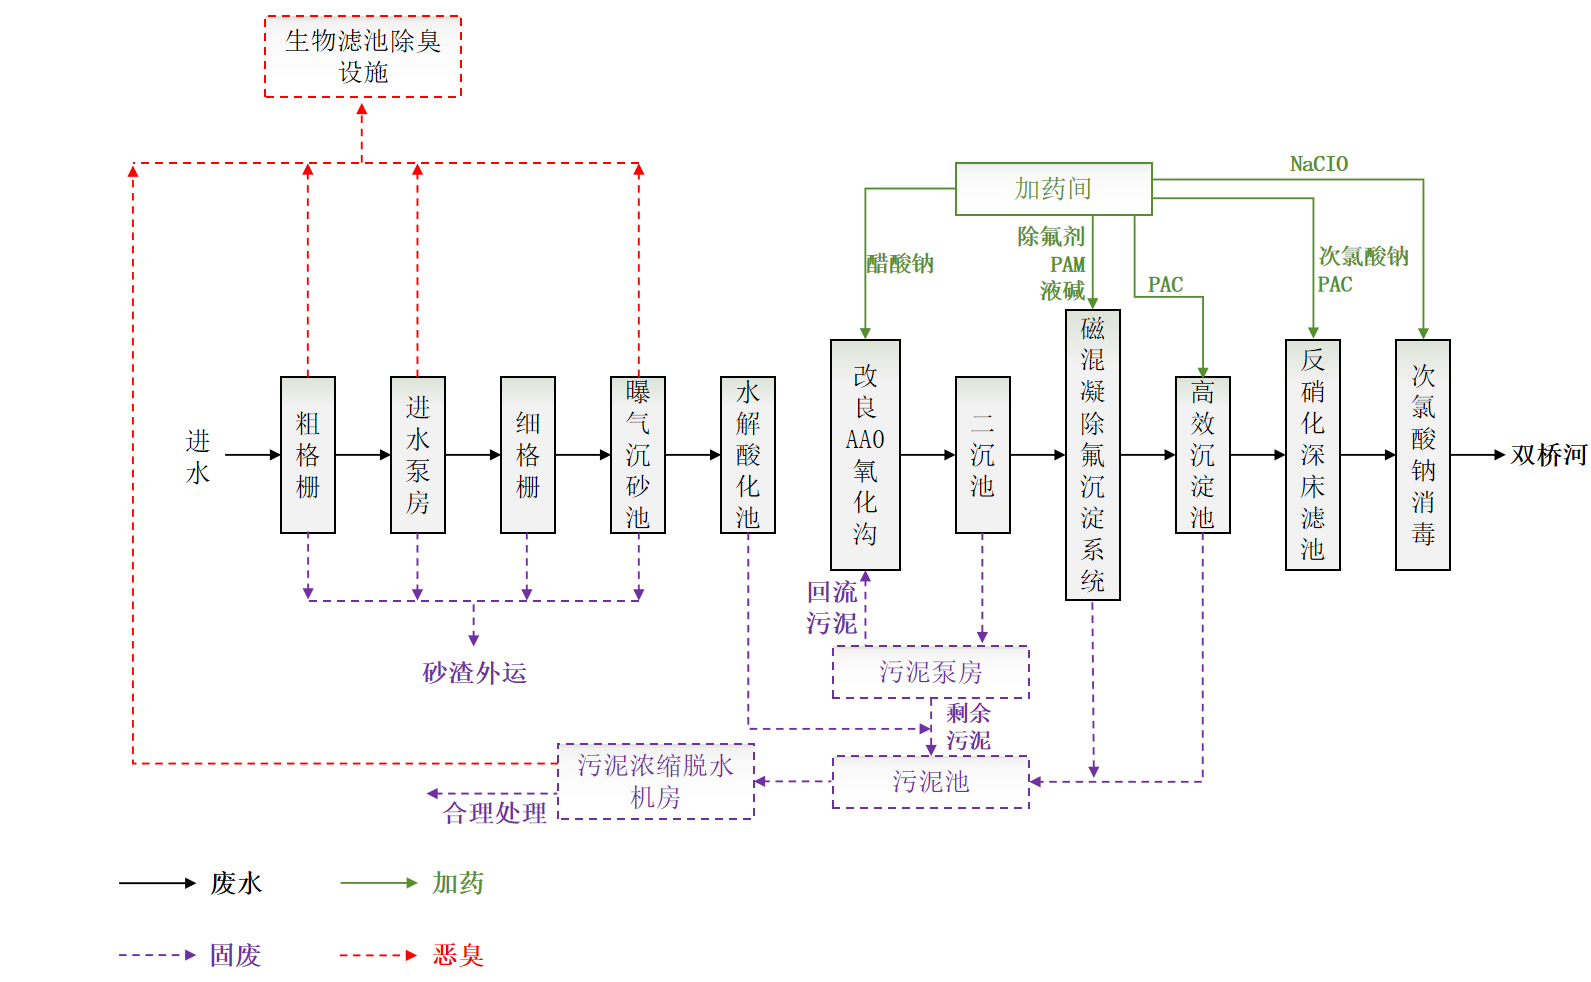 生物滤池除臭
设施
NaClO
加药间
除氟剂
PAM
液碱
醋酸钠
PAC
次氯酸钠
PAC
进
水
粗
格
栅
进
水
泵
房
细
格
栅
曝
气
沉
砂
池
水
解
酸
化
池
改
良
AAO
氧
化
沟
二
沉
池
磁
混
凝
除
氟
沉
淀
系
统
高
效
沉
淀
池
反
硝
化
深
床
滤
池
次
氯
酸
钠
消
毒
双桥河
回流
污泥
砂渣外运
污泥泵房
剩余
污泥
污泥浓缩脱水
机房
污泥池
合理处理
废水
加药
固废
恶臭